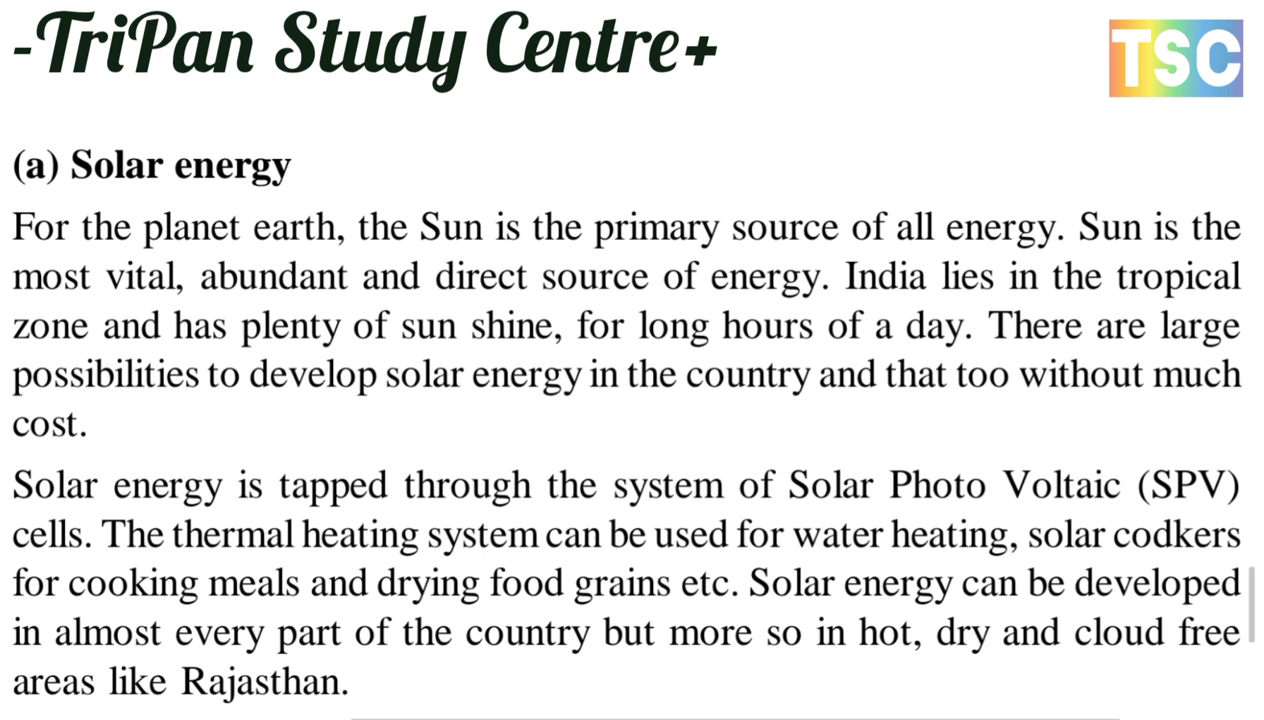 -TriPan Study Centre+
TSC
(a) Solar energy
For the planet earth, the Sun is the primary source of all energy. Sun is the
most vital, abundant and direct source of energy. India lies in the tropical
zone and has plenty of sun shine, for long hours of a day. There are large
possibilities to develop solar energy in the country and that too without much
cost.
Solar energy is tapped through the system of Solar Photo Voltaic (SPV)
cells. The thermal heating system can be used for water heating, solar codkers
for cooking meals and drying food grains etc. Solar energy can be developed
in almost every part of the country but more so in hot, dry and cloud free
areas like Rajasthan.